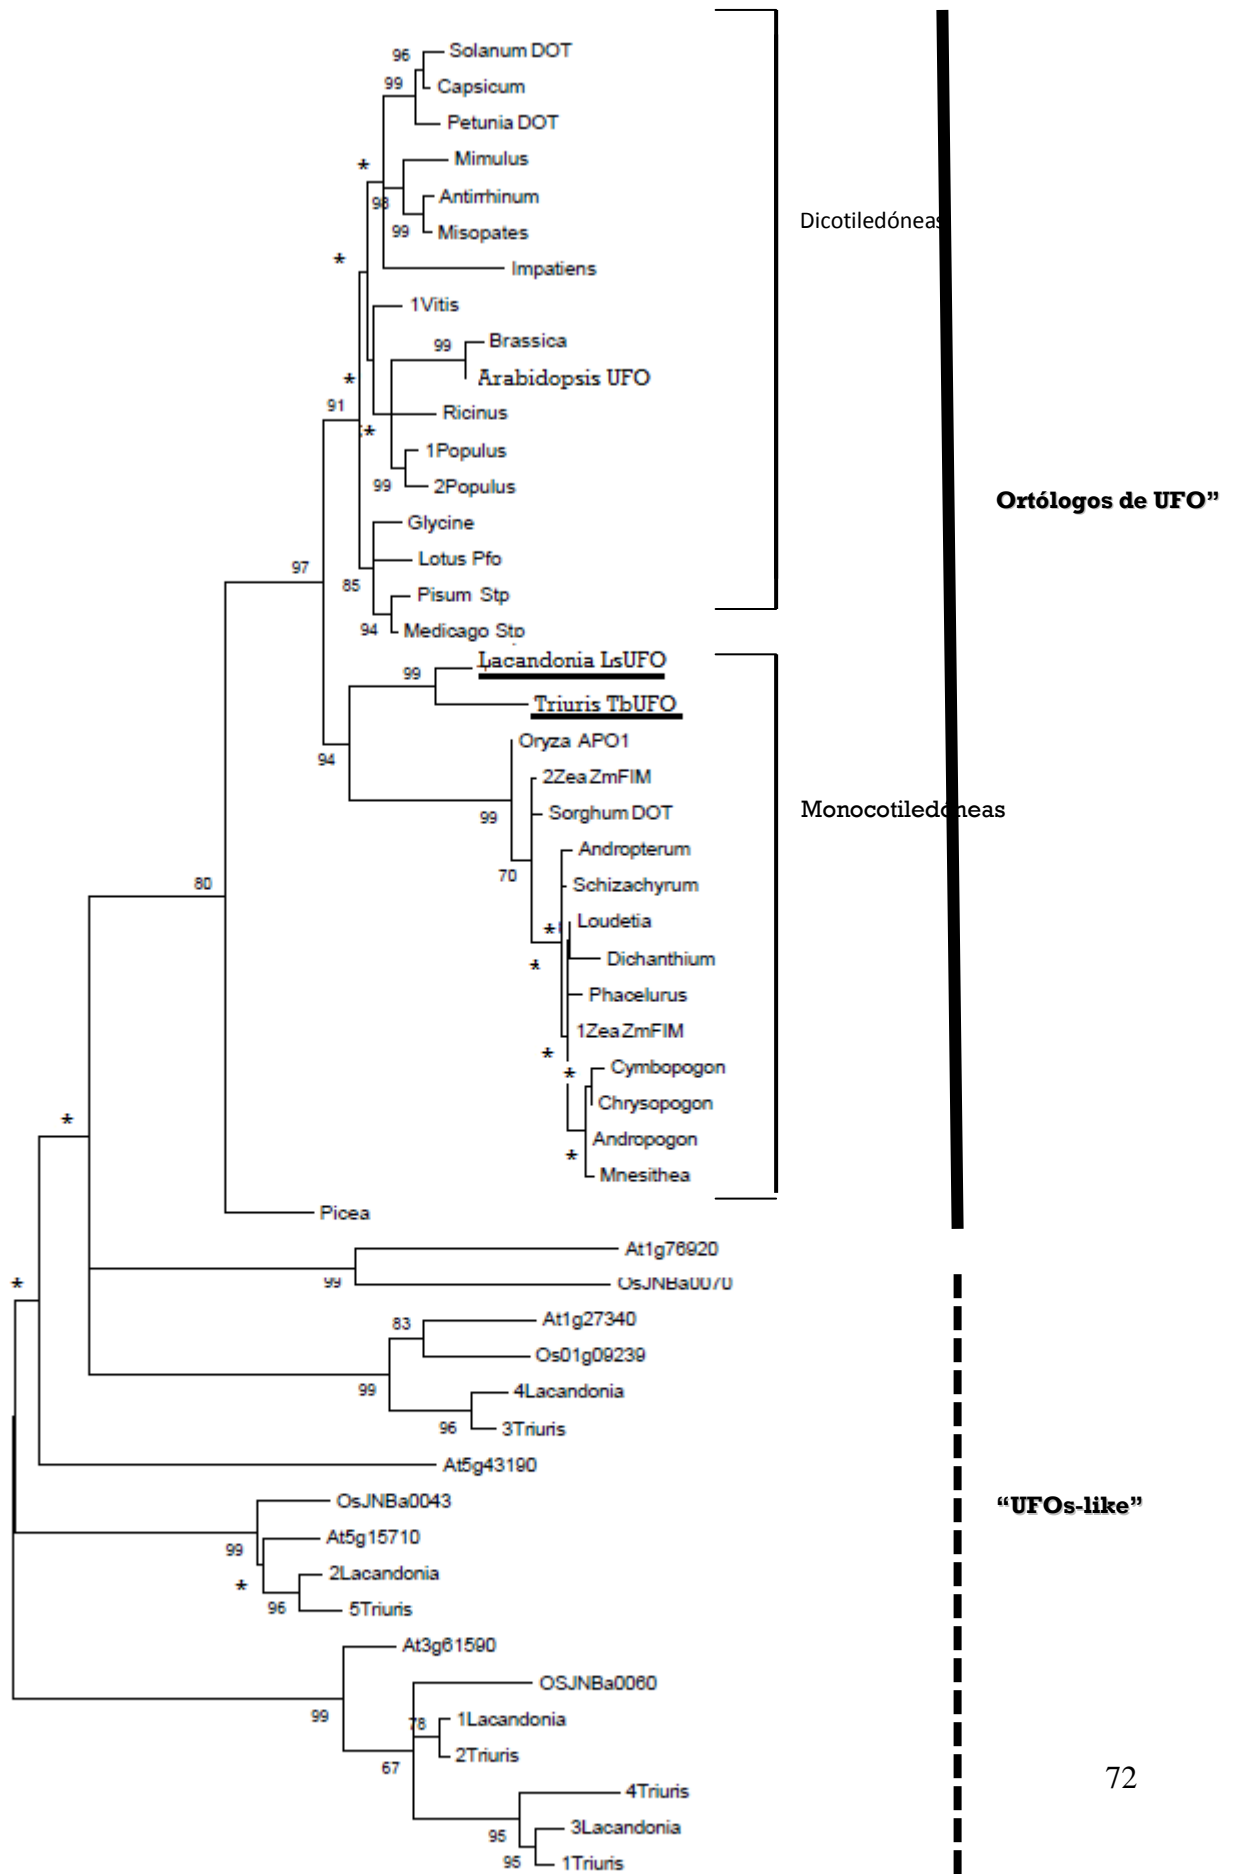 Solanum DOT
96
Capsicum
99
Petunia DOT
Mimulus
*
Antirrhinum
98
Misopates
99
Dicotiledóneas
*
Impatiens
1Vitis
Brassica
99
Arabidopsis UFO
*
Ricinus
91
*
1Populus
2Populus
99
Ortólogos de UFO”
Glycine
Lotus Pfo
97
Pisum Stp
85
Medicago Stp
94
Lacandonia LsUFO
99
Triuris TbUFO
Oryza APO1
94
2Zea ZmFIM
Sorghum DOT
99
Monocotiledóneas
Andropterum
70
Schizachyrum
80
Loudetia
*
Dichanthium
*
Phacelurus
1Zea ZmFIM
*
Cymbopogon
*
Chrysopogon
*
Andropogon
*
Mnesithea
Picea
At1g76920
*
99
OsJNBa0070
At1g27340
83
Os01g09239
99
4Lacandonia
96
3Triuris
At5g43190
OsJNBa0043
“UFOs-like”
At5g15710
99
2Lacandonia
*
5Triuris
96
At3g61590
OSJNBa0060
99
1Lacandonia
78
2Triuris
67
72
4Triuris
3Lacandonia
95
1Triuris
95